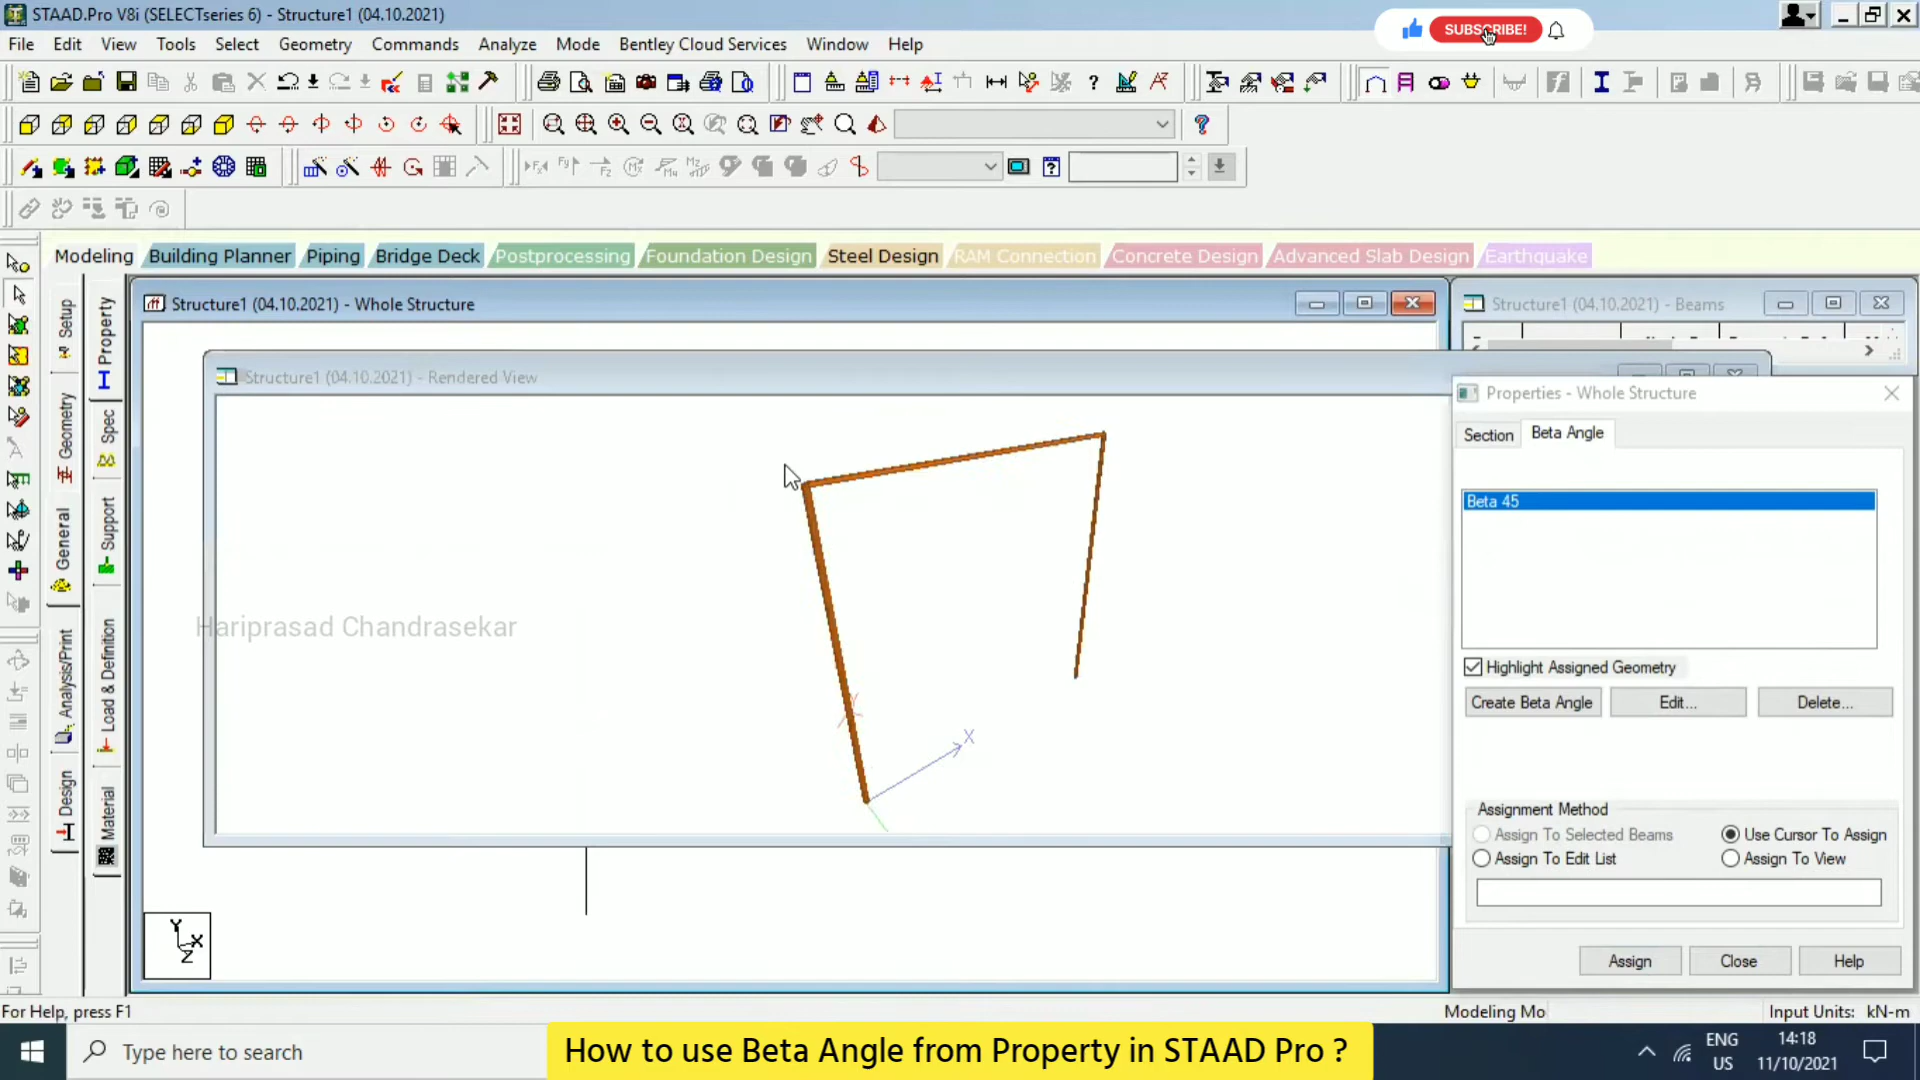 STAAD.Pro V8i (SELECTseries 6) - Structure1 (04.10.2021)
SUBSCRIBE!
File Edit View Tools Select Geometry Commands Analyze Mode Bentley Cloud Services Window Help
Modeling Building Planner Piping Bridge Deck Postprocessing Foundation Design Steel Design RAM Connection Concrete Design Advanced Slab Design Earthquake
Structure1 (04.10.2021) - Whole Structure
Structure1 (04.10.2021) - Beams
Structure1 (04.10.2021) - Rendered View
Setup
Geometry
General
Analysis/Print
Design
Property
Spec
Support
Load & Definition
Material
Properties - Whole Structure
Section Beta Angle
Beta 45
Highlight Assigned Geometry
Create Beta Angle Edit... Delete...
Assignment Method
Assign To Selected Beams Use Cursor To Assign
Assign To Edit List Assign To View
Assign Close Help
Hariprasad Chandrasekar
Y
X
Y
X
Z
For Help, press F1
Modeling Mo
Input Units: kN-m
Type here to search
How to use Beta Angle from Property in STAAD Pro ?
ENG
US
14:18
11/10/2021